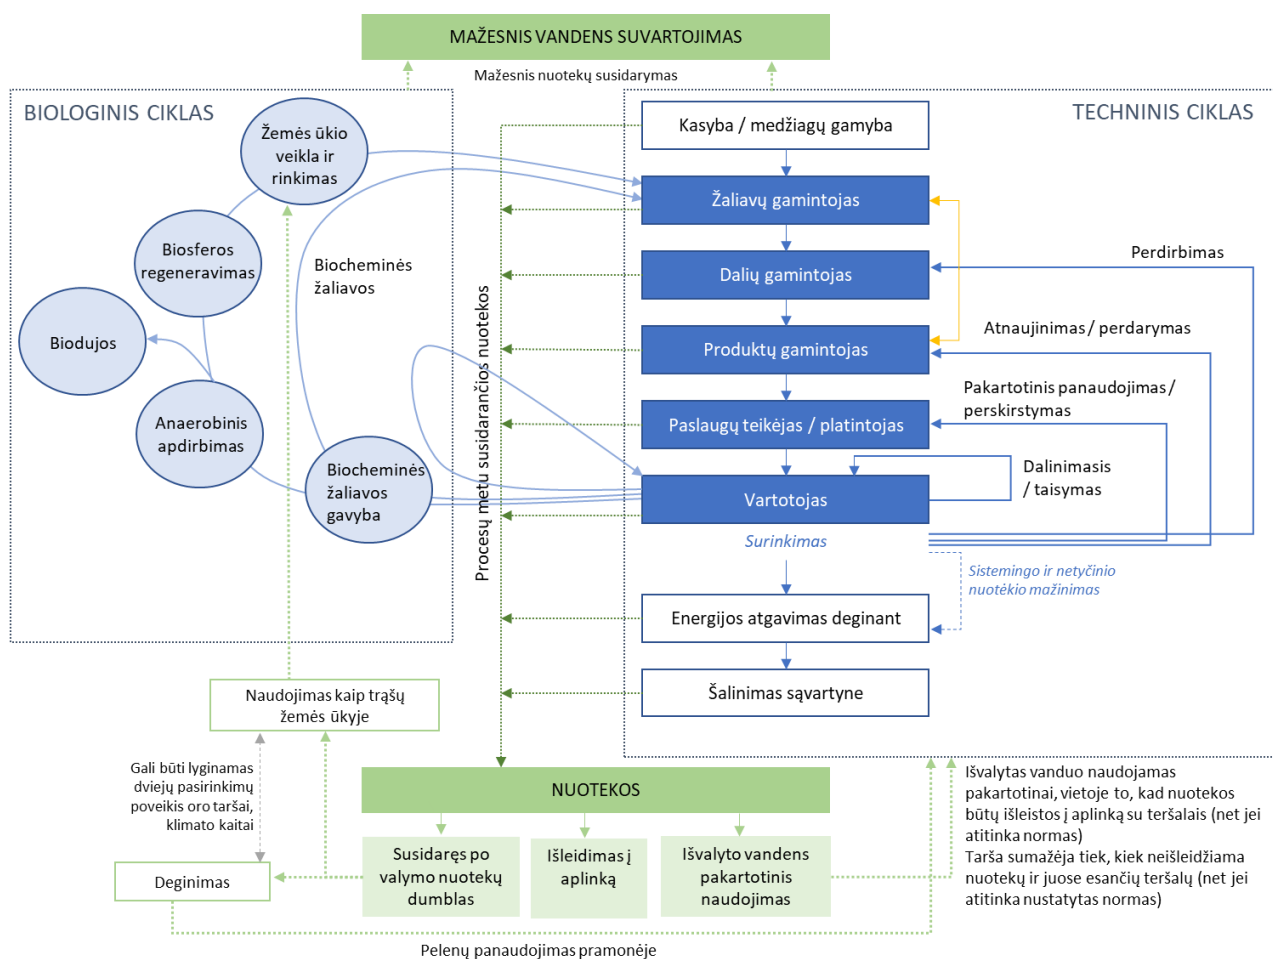 MAŽESNIS VANDENS SUVARTOJIMAS
Mažesnis nuotekų susidarymas
BIOLOGINIS CIKLAS
Žemės ūkio
veikla ir
rinkimas
Biosferos
regeneravimas
Biodujos
Anaerobinis
apdirbimas
Biocheminės
žaliavos
Biocheminės
žaliavos
gavyba
Procesų metu susidarančios nuotekos
TECHNINIS CIKLAS
Kasyba / medžiagų gamyba
Žaliavų gamintojas
Dalių gamintojas
Produktų gamintojas
Paslaugų teikėjas / platintojas
Vartotojas
Surinkimas
Energijos atgavimas deginant
Šalinimas sąvartyne
Perdirbimas
Atnaujinimas / perdarymas
Pakartotinis panaudojimas /
perskirstymas
Dalinimasis
/ taisymas
Sistemingo ir netyčinio
nuotėkio mažinimas
Naudojimas kaip trąšų
žemės ūkyje
Gali būti lyginamas
dviejų pasirinkimų
poveikis oro taršai,
klimato kaitai
Deginimas
NUOTEKOS
Susidaręs po
valymo nuotekų
dumblas
Išleidimas į
aplinką
Išvalyto vandens
pakartotinis
naudojimas
Išvalytas vanduo naudojamas
pakartotinai, vietoje to, kad nuotekos
būtų išleistos į aplinką su teršalais (net jei
atitinka normas)
Tarša sumažėja tiek, kiek neišleidžiama
nuotekų ir juose esančių teršalų (net jei
atitinka nustatytas normas)
Pelenų panaudojimas pramonėje